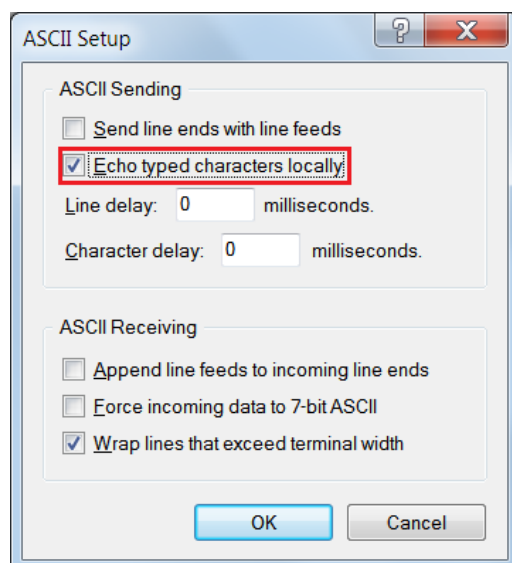 ASCII Setup
ASCII Sending
Send line ends with line feeds
Echo typed characters locally
Line delay: 0 milliseconds.
Character delay: 0 milliseconds.
ASCII Receiving
Append line feeds to incoming line ends
Force incoming data to 7-bit ASCII
Wrap lines that exceed terminal width
OK Cancel